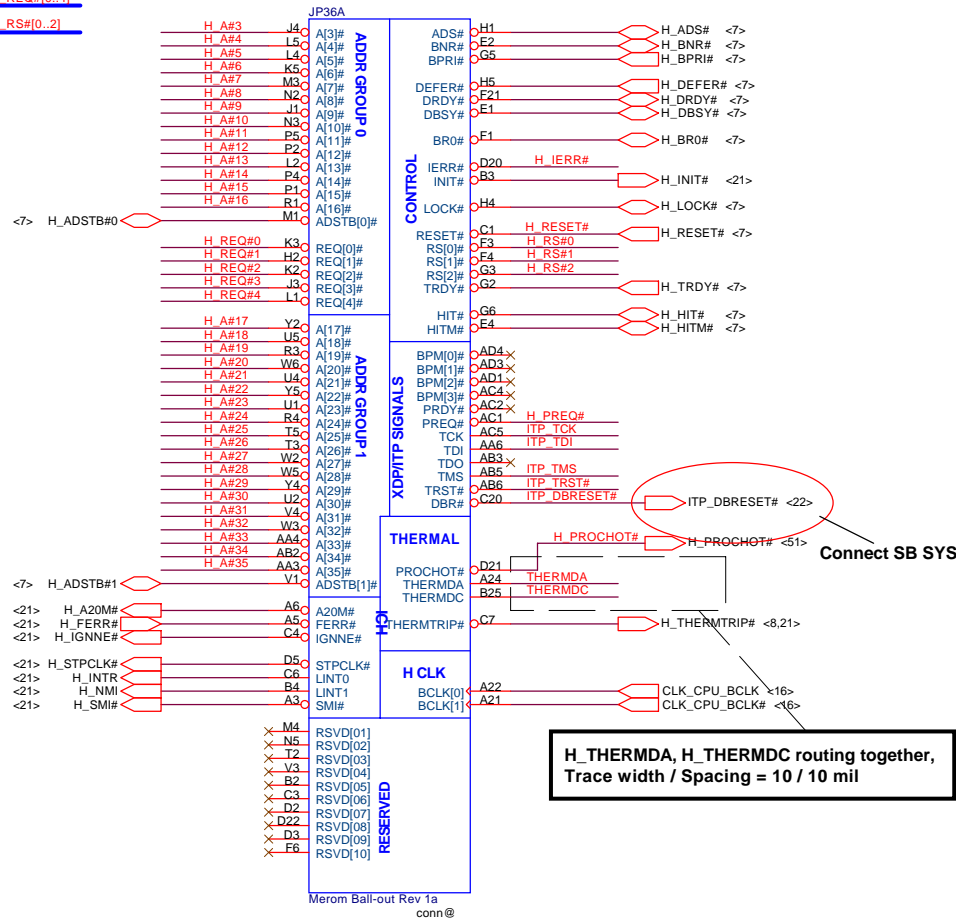 _RS#[0..2]
JP36A
H_A#3 J4 A[3]#
H_A#4 L5 A[4]#
H_A#5 L4 A[5]#
H_A#6 K5 A[6]#
H_A#7 M3 A[7]#
H_A#8 N2 A[8]#
H_A#9 J1 A[9]#
H_A#10 N3 A[10]#
H_A#11 P5 A[11]#
H_A#12 P2 A[12]#
H_A#13 L2 A[13]#
H_A#14 P4 A[14]#
H_A#15 P1 A[15]#
H_A#16 R1 A[16]#
<7> H_ADSTB#0 M1 ADSTB[0]#
ADDR GROUP 0
H_REQ#0 K3 REQ[0]#
H_REQ#1 H2 REQ[1]#
H_REQ#2 K2 REQ[2]#
H_REQ#3 J3 REQ[3]#
H_REQ#4 L1 REQ[4]#
H_A#17 Y2 A[17]#
H_A#18 U5 A[18]#
H_A#19 R3 A[19]#
H_A#20 W6 A[20]#
H_A#21 U4 A[21]#
H_A#22 Y5 A[22]#
H_A#23 U1 A[23]#
H_A#24 R4 A[24]#
H_A#25 T5 A[25]#
H_A#26 T3 A[26]#
H_A#27 W2 A[27]#
H_A#28 W5 A[28]#
H_A#29 Y4 A[29]#
H_A#30 U2 A[30]#
H_A#31 V4 A[31]#
H_A#32 W3 A[32]#
H_A#33 AA4 A[33]#
H_A#34 AB2 A[34]#
H_A#35 AA3 A[35]#
<7> H_ADSTB#1 V1 ADSTB[1]#
ADDR GROUP 1
<21> H_A20M# A6 A20M#
<21> H_FERR# A5 FERR#
<21> H_IGNNE# C4 IGNNE#
ICH
<21> H_STPCLK# D5 STPCLK#
<21> H_INTR C6 LINT0
<21> H_NMI B4 LINT1
<21> H_SMI# A3 SMI#
M4 RSVD[01]
N5 RSVD[02]
T2 RSVD[03]
V3 RSVD[04]
B2 RSVD[05]
C3 RSVD[06]
D2 RSVD[07]
D22 RSVD[08]
D3 RSVD[09]
F6 RSVD[10]
RESERVED
CONTROL
ADS# H1 H_ADS# <7>
BNR# E2 H_BNR# <7>
BPRI# G5 H_BPRI# <7>
DEFER# H5 H_DEFER# <7>
DRDY# F21 H_DRDY# <7>
DBSY# E1 H_DBSY# <7>
BR0# F1 H_BR0# <7>
IERR# D20 H_IERR#
INIT# B3 H_INIT# <21>
LOCK# H4 H_LOCK# <7>
RESET# C1 H_RESET# H_RESET# <7>
RS[0]# F3 H_RS#0
RS[1]# F4 H_RS#1
RS[2]# G3 H_RS#2
TRDY# G2 H_TRDY# <7>
HIT# G6 H_HIT# <7>
HITM# E4 H_HITM# <7>
XDP/ITP SIGNALS
BPM[0]# AD4
BPM[1]# AD3
BPM[2]# AD1
BPM[3]# AC4
PRDY# AC2
PREQ# AC1 H_PREQ#
TCK AC5 ITP_TCK
TDI AA6 ITP_TDI
TDO AB3
TMS AB5 ITP_TMS
TRST# AB6 ITP_TRST#
DBR# C20 ITP_DBRESET# ITP_DBRESET# <22>
Connect SB SYS
THERMAL
H_PROCHOT# H_PROCHOT# <51>
PROCHOT# D21
THERMDA A24 THERMDA
THERMDC B25 THERMDC
THERMTRIP# C7 H_THERMTRIP# <8,21>
H CLK
BCLK[0] A22 CLK_CPU_BCLK <16>
BCLK[1] A21 CLK_CPU_BCLK# <16>
H_THERMDA, H_THERMDC routing together,
Trace width / Spacing = 10 / 10 mil
Merom Ball-out Rev 1a
conn@